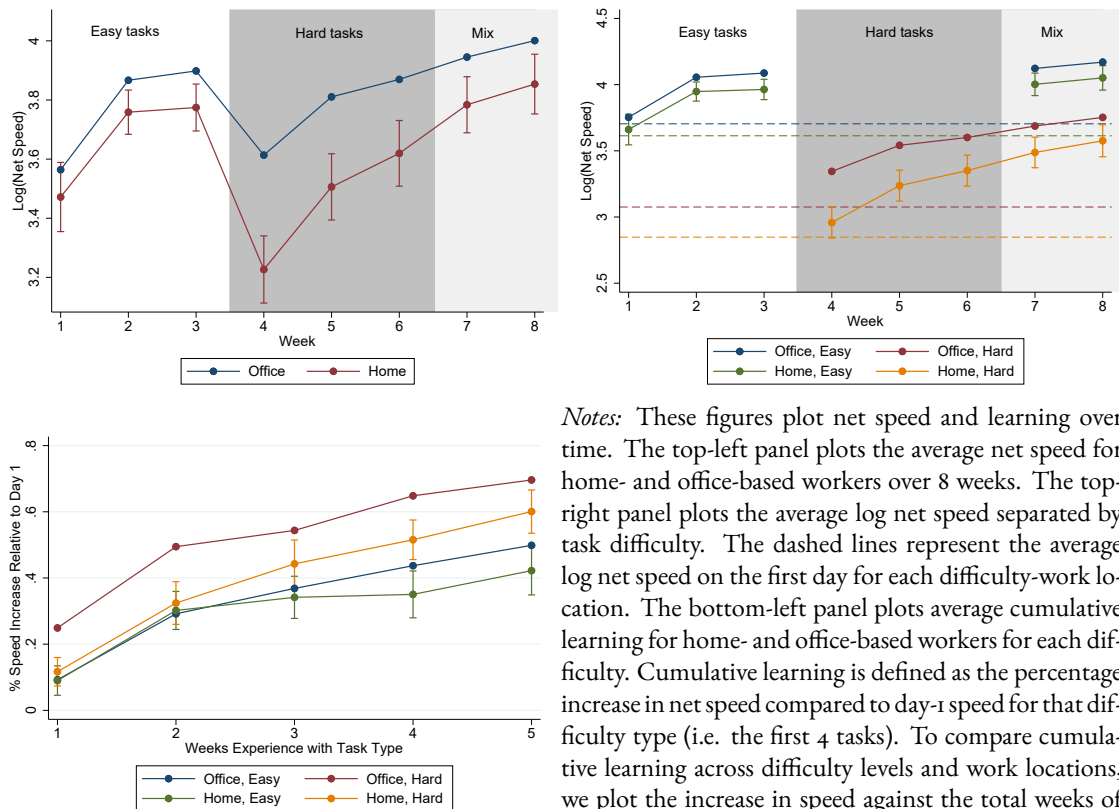 Easy tasks Hard tasks Mix
Log(Net Speed)
4
3.8
3.6
3.4
3.2
1 2 3 4 5 6 7 8
Week
Office Home
Easy tasks Hard tasks Mix
Log(Net Speed)
4.5
4
3.5
3
2.5
1 2 3 4 5 6 7 8
Week
Office, Easy Office, Hard
Home, Easy Home, Hard
% Speed Increase Relative to Day 1
.8
.6
.4
.2
0
1 2 3 4 5
Weeks Experience with Task Type
Office, Easy Office, Hard
Home, Easy Home, Hard
Notes: These figures plot net speed and learning over
time. The top-left panel plots the average net speed for
home- and office-based workers over 8 weeks. The top-
right panel plots the average log net speed separated by
task difficulty. The dashed lines represent the average
log net speed on the first day for each difficulty-work lo-
cation. The bottom-left panel plots average cumulative
learning for home- and office-based workers for each dif-
ficulty. Cumulative learning is defined as the percentage
increase in net speed compared to day-1 speed for that dif-
ficulty type (i.e. the first 4 tasks). To compare cumula-
tive learning across difficulty levels and work locations,
we plot the increase in speed against the total weeks of